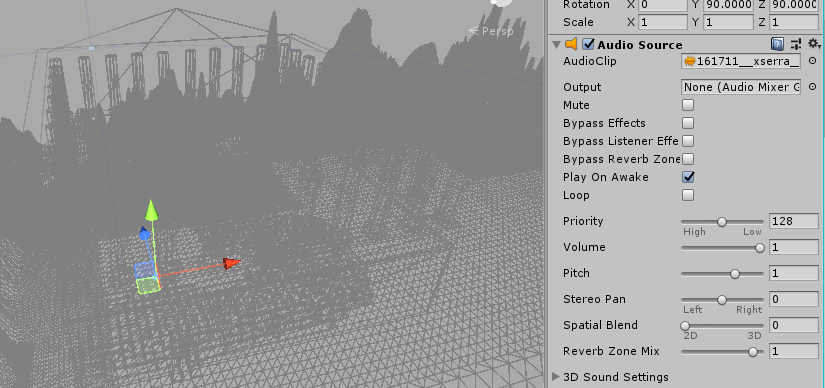 Rotation X 0 Y 90.0000 Z 90.000
Scale X 1 Y 1 Z 1
Persp
Audio Source
AudioClip 161711__xserra_
Output None (Audio Mixer G
Mute
Bypass Effects
Bypass Listener Effe
Bypass Reverb Zone
Play On Awake
Loop
Priority 128
High Low
Volume 1
Pitch 1
Stereo Pan 0
Left Right
Spatial Blend 0
2D 3D
Reverb Zone Mix 1
3D Sound Settings